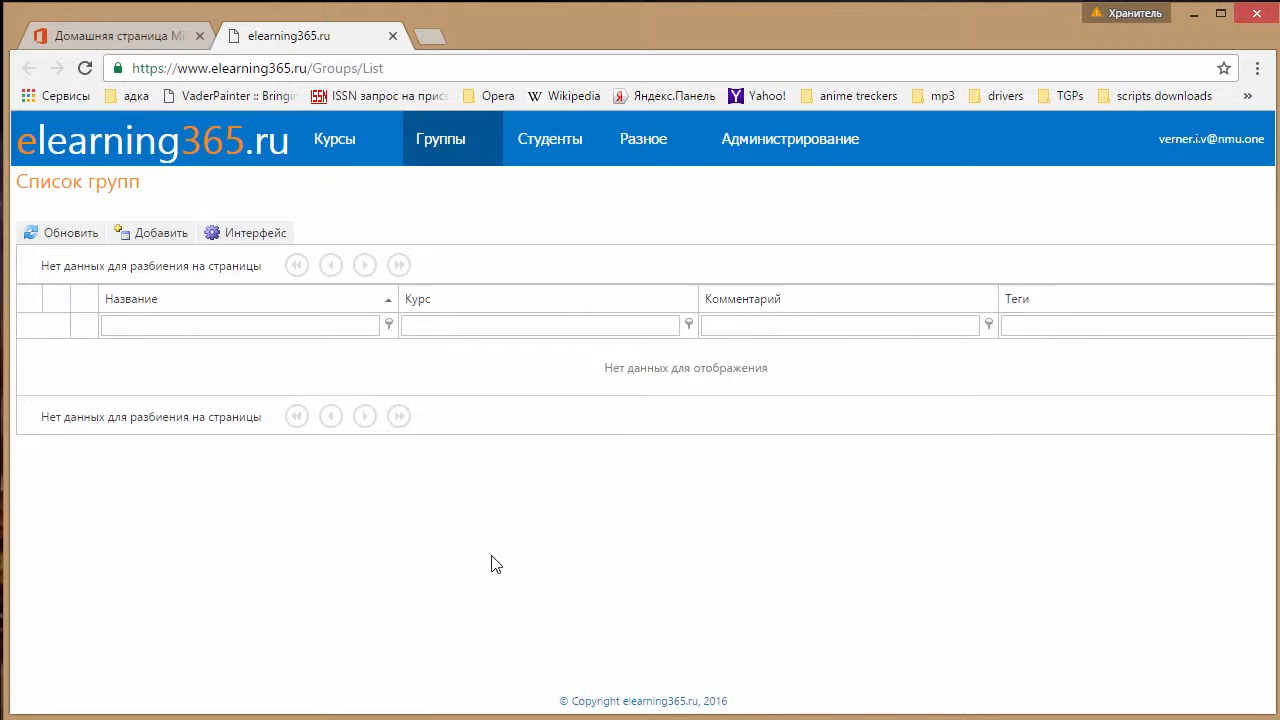 Хранитель
Домашняя страница Mi
elearning365.ru
https://www.elearning365.ru/Groups/List
Сервисы адка VaderPainter :: Bringin ISSN запрос на прис Opera Wikipedia Яндекс.Панель Yahoo! anime treckers mp3 drivers TGPs scripts downloads »
elearning365.ru Курсы Группы Студенты Разное Администрирование verner.i.v@nmu.one
Список групп
Обновить Добавить Интерфейс
Нет данных для разбиения на страницы
Название Курс Комментарий Теги
Нет данных для отображения
Нет данных для разбиения на страницы
© Copyright elearning365.ru, 2016